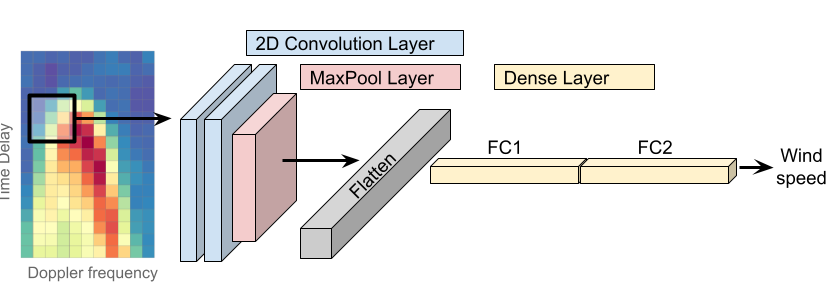 2D Convolution Layer
MaxPool Layer
Dense Layer
Time Delay
Flatten
FC1
FC2
Wind
speed
Doppler frequency